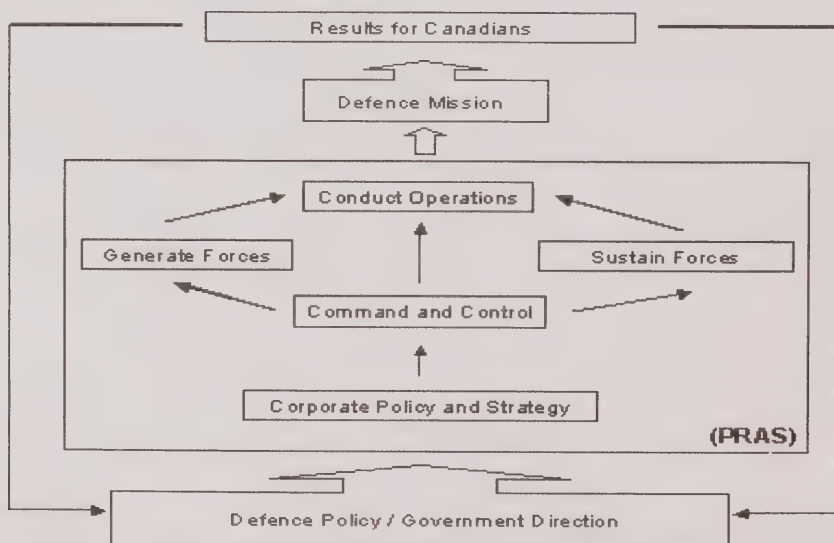 Results for Canadians
Defence Mission
Conduct Operations
Generate Forces
Sustain Forces
Command and Control
Corporate Policy and Strategy
(PRAS)
Defence Policy / Government Direction